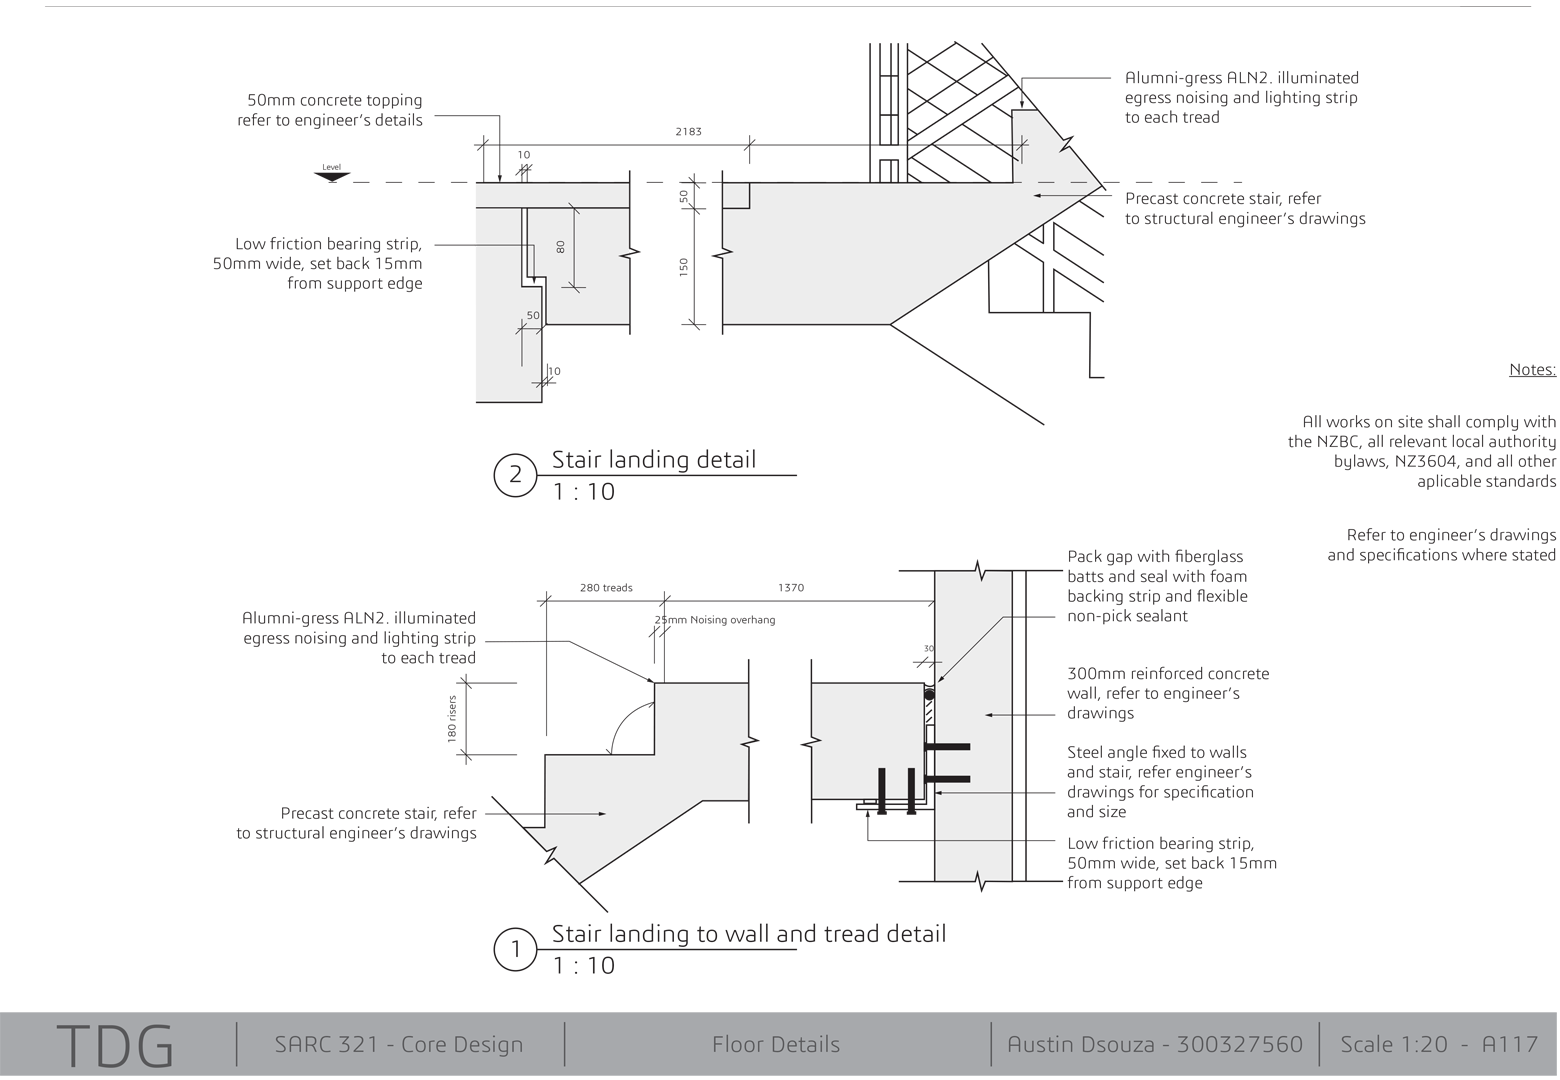 50mm concrete topping
refer to engineer's details
Level
10
2183
Alumni-gress ALN2. illuminated
egress noising and lighting strip
to each tread
Precast concrete stair, refer
to structural engineer's drawings
Low friction bearing strip,
50mm wide, set back 15mm
from support edge
80
50
150
50
10
2
Stair landing detail
1 : 10
Notes:
All works on site shall comply with
the NZBC, all relevant local authority
bylaws, NZ3604, and all other
aplicable standards
Refer to engineer's drawings
and specifications where stated
280 treads
1370
25mm Noising overhang
30
Alumni-gress ALN2. illuminated
egress noising and lighting strip
to each tread
180 risers
Precast concrete stair, refer
to structural engineer's drawings
Pack gap with fiberglass
batts and seal with foam
backing strip and flexible
non-pick sealant
300mm reinforced concrete
wall, refer to engineer's
drawings
Steel angle fixed to walls
and stair, refer engineer's
drawings for specification
and size
Low friction bearing strip,
50mm wide, set back 15mm
from support edge
1
Stair landing to wall and tread detail
1 : 10
TDG
SARC 321 - Core Design
Floor Details
Austin Dsouza - 300327560
Scale 1:20 - A117